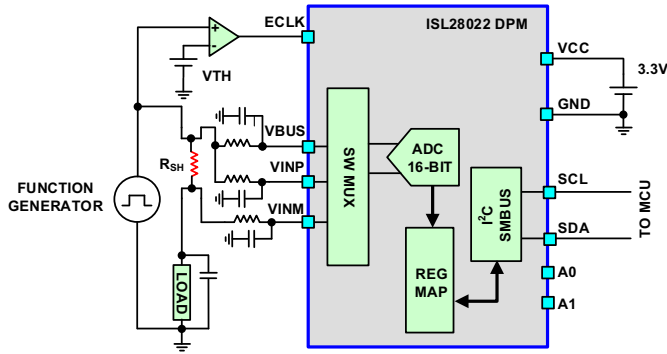 ECLK
ISL28022 DPM
+
-
VTH
VCC
3.3V
GND
VBUS
ADC
16-BIT
SW MUX
RSH
VINP
FUNCTION
GENERATOR
VINM
I2C
SMBUS
SCL
SDA
TO MCU
REG
MAP
A0
A1
LOAD